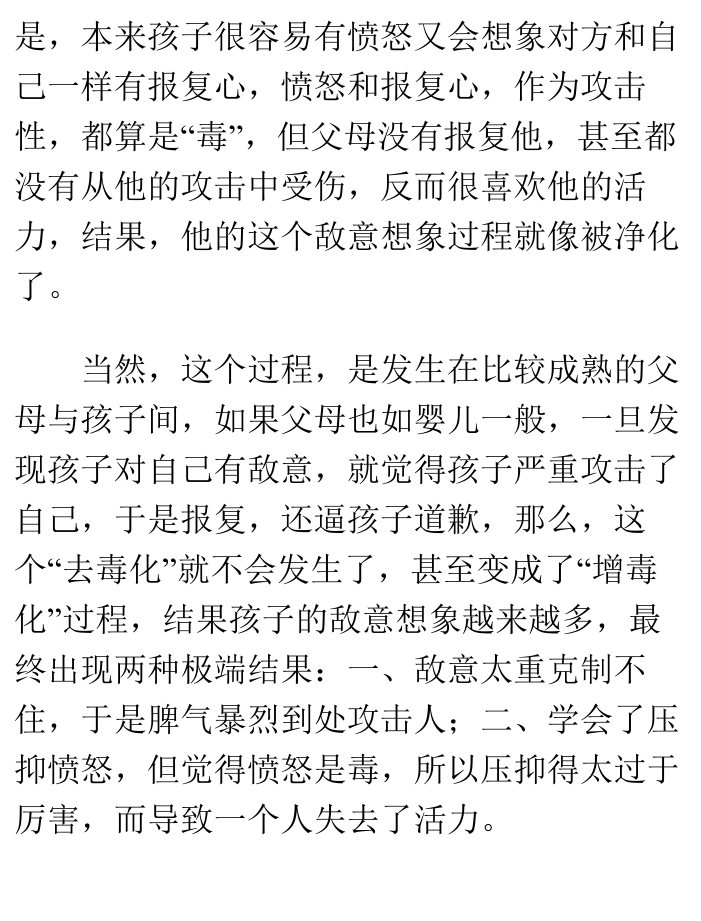 是，本来孩子很容易有愤怒又会想象对方和自
己一样有报复心，愤怒和报复心，作为攻击
性，都算是“毒”，但父母没有报复他，甚至都
没有从他的攻击中受伤，反而很喜欢他的活
力，结果，他的这个敌意想象过程就像被净化
了。
当然，这个过程，是发生在比较成熟的父
母与孩子间，如果父母也如婴儿一般，一旦发
现孩子对自己有敌意，就觉得孩子严重攻击了
自己，于是报复，还逼孩子道歉，那么，这
个“去毒化”就不会发生了，甚至变成了“增毒
化”过程，结果孩子的敌意想象越来越多，最
终出现两种极端结果：一、敌意太重克制不
住，于是脾气暴烈到处攻击人；二、学会了压
抑愤怒，但觉得愤怒是毒，所以压抑得太过于
厉害，而导致一个人失去了活力。